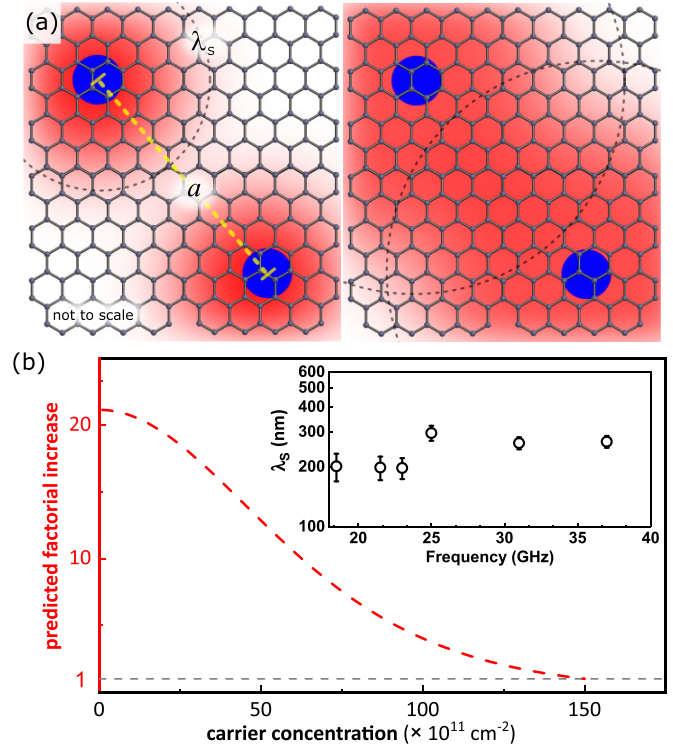 (a)
λs
a
not to scale
(b)
predicted factorial increase
20
10
1
0
50
100
150
carrier concentration (× 10¹¹ cm⁻²)
λS (nm)
600
500
400
300
200
100
20
25
30
35
40
Frequency (GHz)